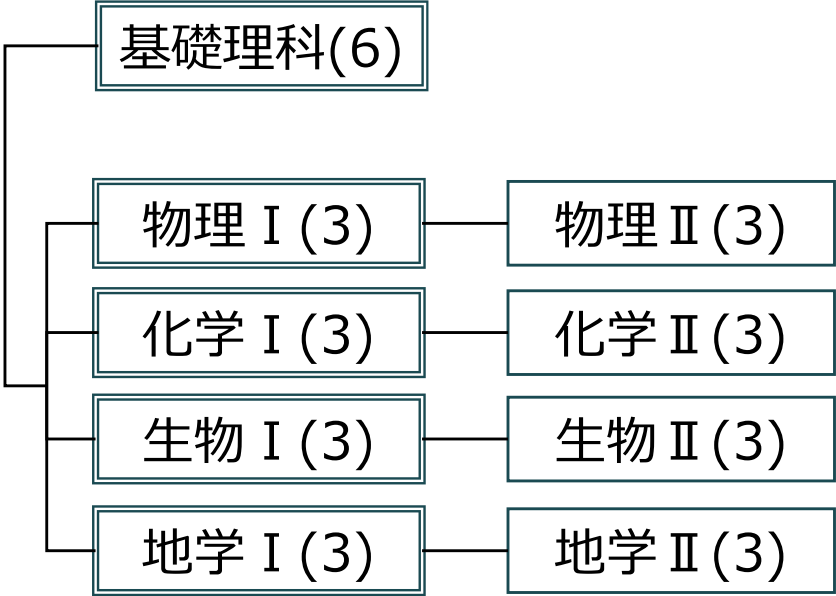 基礎理科(6)
物理Ⅰ(3)
物理Ⅱ(3)
化学Ⅰ(3)
化学Ⅱ(3)
生物Ⅰ(3)
生物Ⅱ(3)
地学Ⅰ(3)
地学Ⅱ(3)